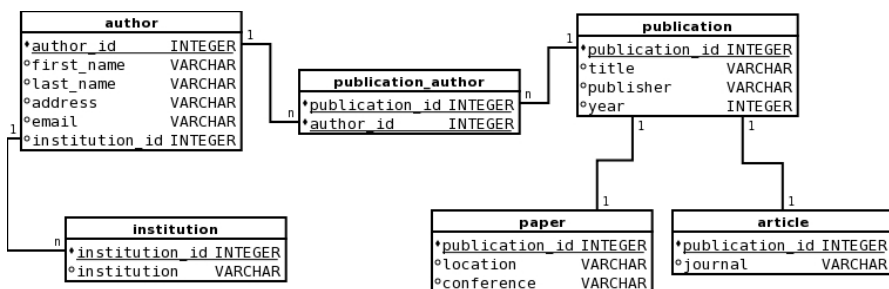 author
author_id INTEGER
first_name VARCHAR
last_name VARCHAR
address VARCHAR
email VARCHAR
institution_id INTEGER
1
1
publication_author
publication_id INTEGER
author_id INTEGER
n
n
publication
publication_id INTEGER
title VARCHAR
publisher VARCHAR
year INTEGER
1
1
1
n
institution
institution_id INTEGER
institution VARCHAR
1
paper
publication_id INTEGER
location VARCHAR
conference VARCHAR
1
article
publication_id INTEGER
journal VARCHAR